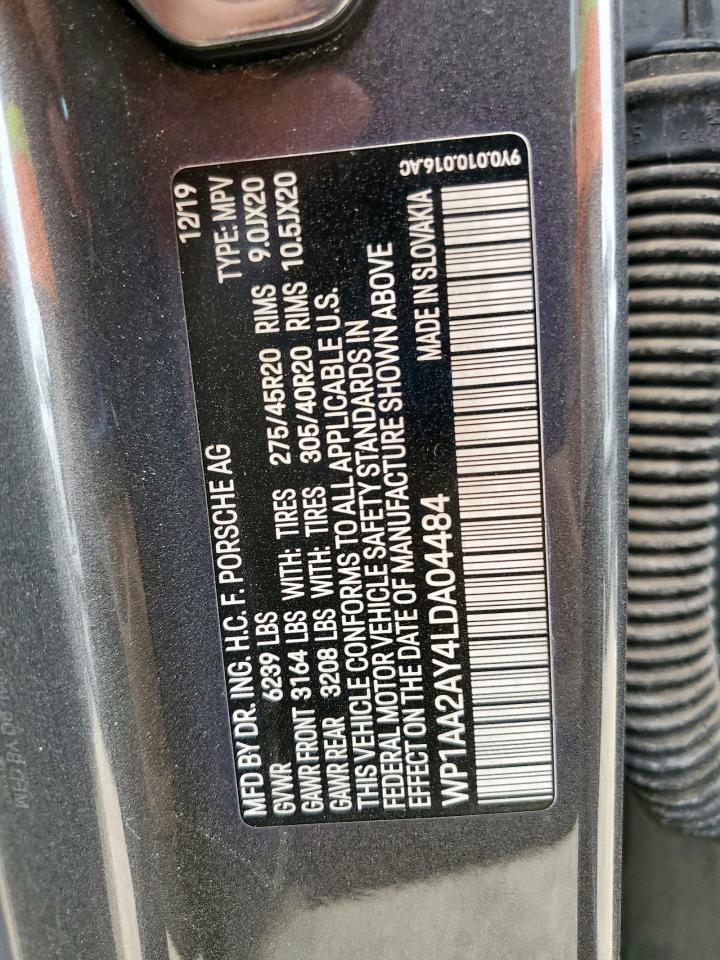 12/19
MFD BY DR. ING. H.C. F. PORSCHE AG
GVWR 6239 LBS TYPE: MPV
GAWR FRONT 3164 LBS WITH: TIRES 275/45R20 RIMS 9.0JX20
GAWR REAR 3208 LBS WITH: TIRES 305/40R20 RIMS 10.5JX20
THIS VEHICLE CONFORMS TO ALL APPLICABLE U.S.
FEDERAL MOTOR VEHICLE SAFETY STANDARDS IN
EFFECT ON THE DATE OF MANUFACTURE SHOWN ABOVE
WP1AA2AY4LDA04484 MADE IN SLOVAKIA
9Y0.010.016.AC